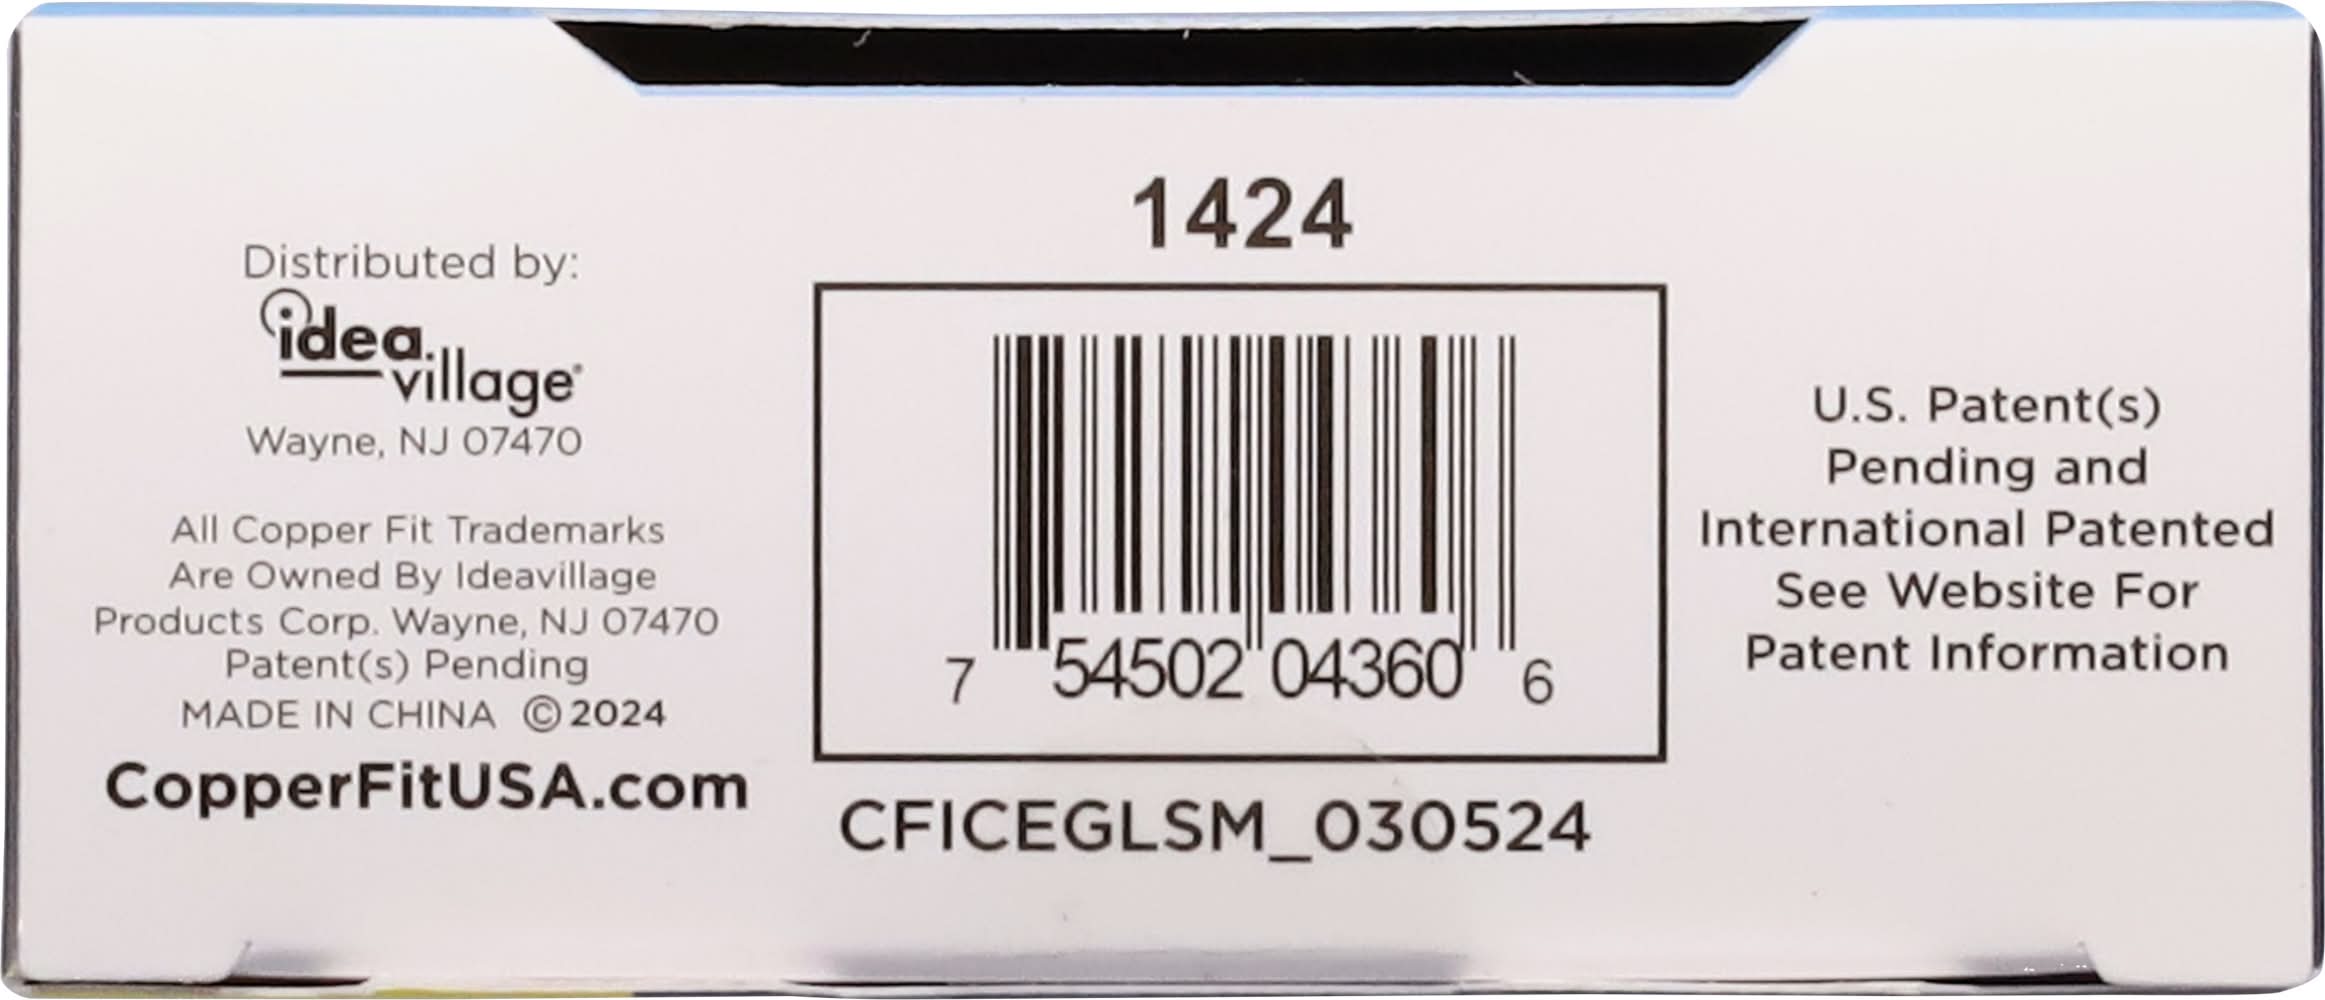 Distributed by:
idea
village®
Wayne, NJ 07470
All Copper Fit Trademarks
Are Owned By Ideavillage
Products Corp. Wayne, NJ 07470
Patent(s) Pending
MADE IN CHINA ©2024
CopperFitUSA.com
1424
7 54502 04360 6
CFICEGLSM_030524
U.S. Patent(s)
Pending and
International Patented
See Website For
Patent Information